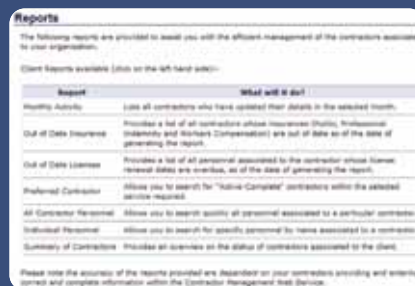 Reports
The following reports are provided to assist you with the efficient management of the contractors associated
to your organisation.
Client Reports available (click on the left hand side):-
Report What will it do?
Monthly Activity Lists all contractors who have updated their details in the selected month.
Out of Date Insurance Provides a list of all contractors whose insurances (Public, Professional
Indemnity and Workers Compensation) are out of date as of the date of
generating the report.
Out of Date Licenses Provides a list of all personnel associated to the contractor whose license
renewal dates are overdue, as of the date of generating the report.
Preferred Contractor Allows you to search for "Active Complete" contractors within the selected
service required.
All Contractor Personnel Allows you to search quickly all personnel associated to a particular contractor
Individual Personnel Allows you to search for specific personnel by name associated to a contractor
Summary of Contractors Provides an overview on the status of contractors associated to the client.
Please note the accuracy of the reports provided are dependent on your contractors providing and entering
correct and complete information within the Contractor Management Web Service.